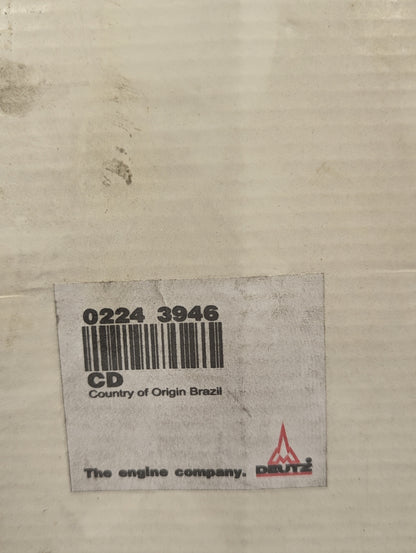 0224 3946
CD
Country of Origin Brazil
The engine company. DEUTZ